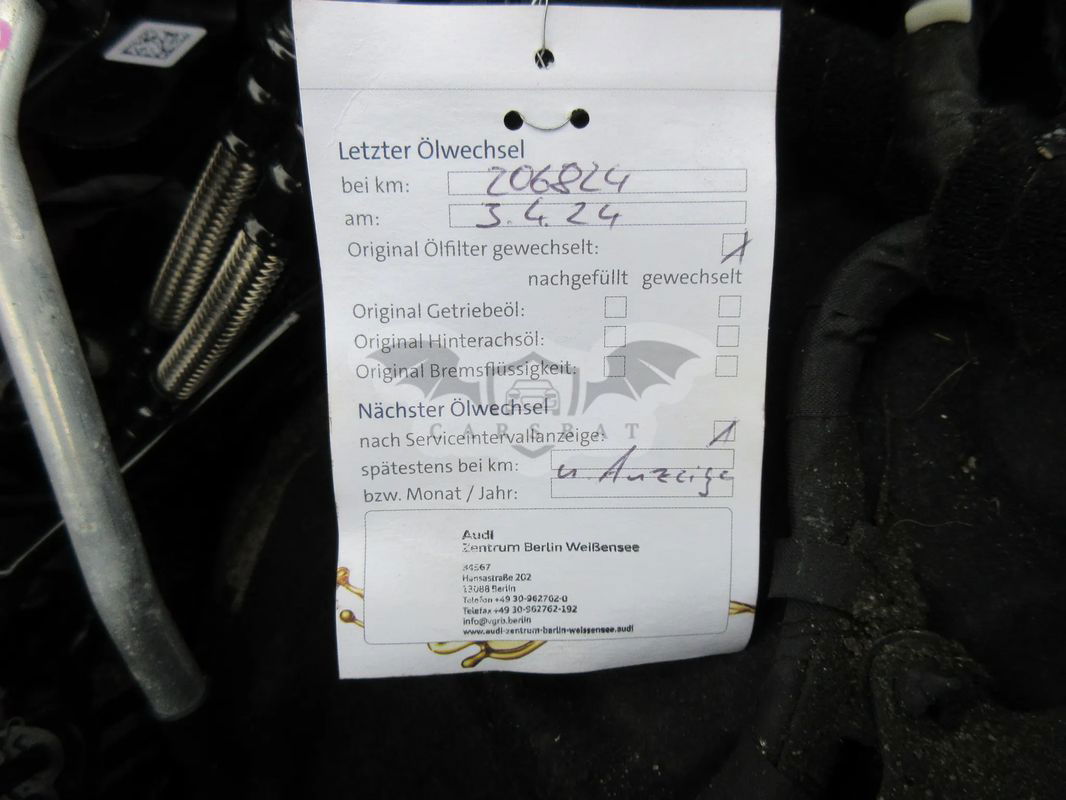 Letzter Ölwechsel
bei km: 206824
am: 3.4.24
Original Ölfilter gewechselt:
nachgefüllt gewechselt
Original Getriebeöl:
Original Hinterachsöl:
Original Bremsflüssigkeit:
Nächster Ölwechsel
CARSBAT
nach Serviceintervallanzeige:
spätestens bei km: n Anzeige
bzw. Monat / Jahr:
Audi
Zentrum Berlin Weißensee
34567
Hansastraße 202
13088 Berlin
Telefon +49 30-962762-0
Telefax +49 30-962762-192
info@vgrb.berlin
www.audi-zentrum-berlin-weissensee.audi